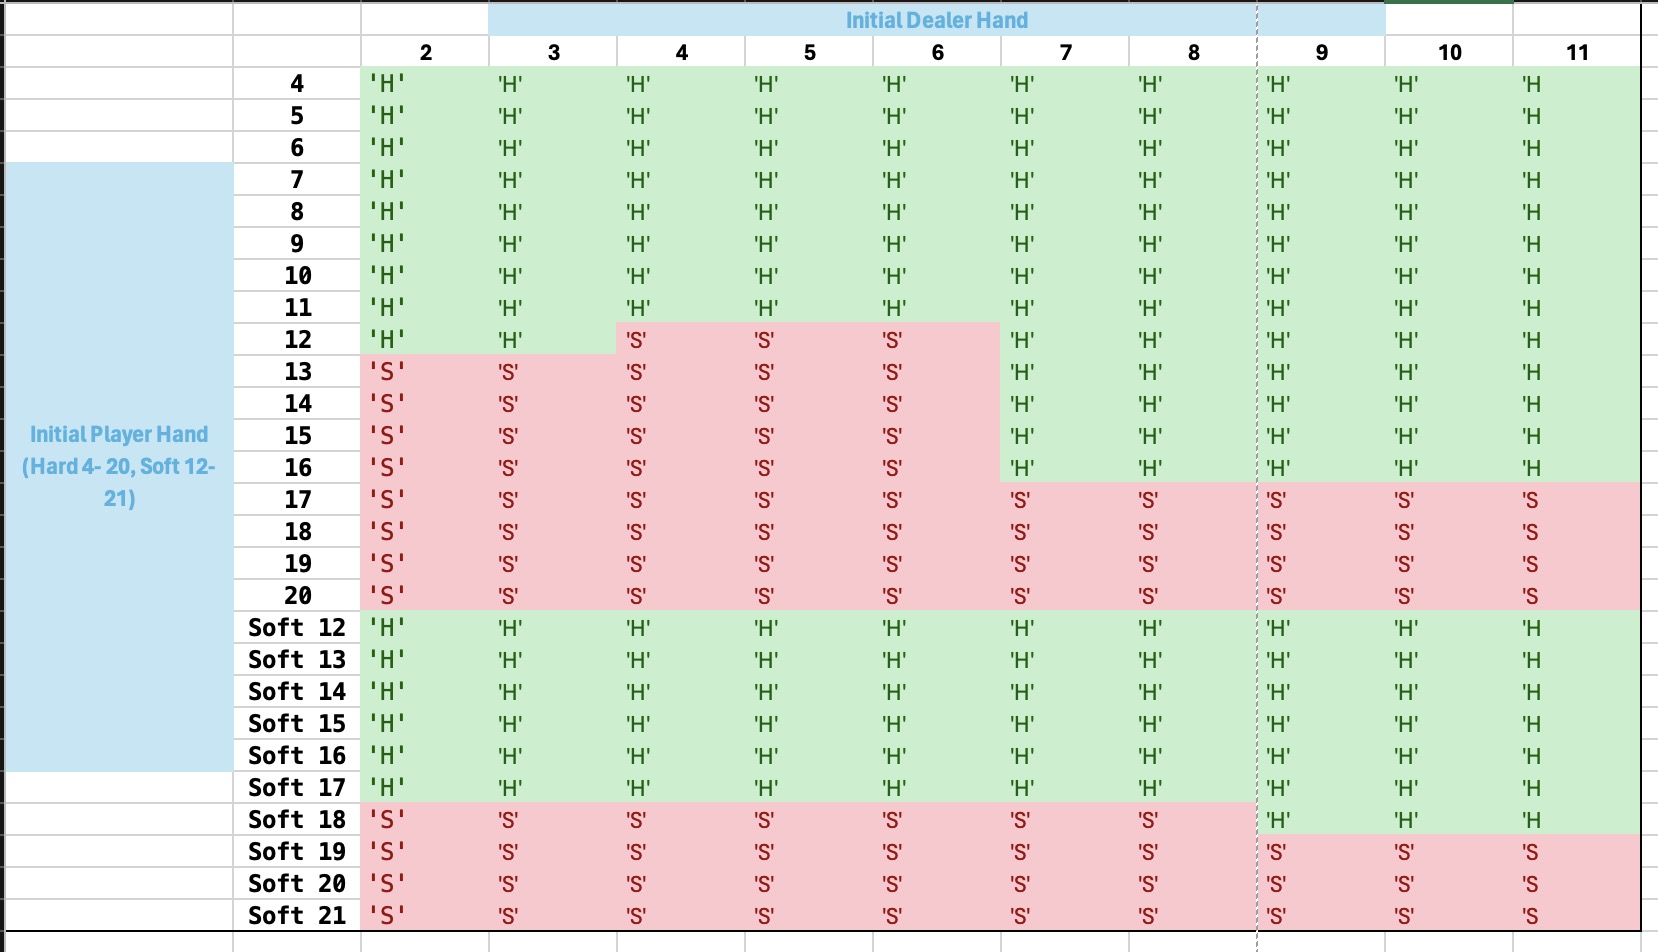 Initial Dealer Hand
2 3 4 5 6 7 8 9 10 11
4 'H' 'H' 'H' 'H' 'H' 'H' 'H' 'H' 'H' 'H
5 'H' 'H' 'H' 'H' 'H' 'H' 'H' 'H' 'H' 'H
6 'H' 'H' 'H' 'H' 'H' 'H' 'H' 'H' 'H' 'H
7 'H' 'H' 'H' 'H' 'H' 'H' 'H' 'H' 'H' 'H
8 'H' 'H' 'H' 'H' 'H' 'H' 'H' 'H' 'H' 'H
9 'H' 'H' 'H' 'H' 'H' 'H' 'H' 'H' 'H' 'H
10 'H' 'H' 'H' 'H' 'H' 'H' 'H' 'H' 'H' 'H
11 'H' 'H' 'H' 'H' 'H' 'H' 'H' 'H' 'H' 'H
12 'H' 'H' 'S' 'S' 'S' 'H' 'H' 'H' 'H' 'H
13 'S' 'S' 'S' 'S' 'S' 'H' 'H' 'H' 'H' 'H
14 'S' 'S' 'S' 'S' 'S' 'H' 'H' 'H' 'H' 'H
Initial Player Hand
(Hard 4- 20, Soft 12-
21)
15 'S' 'S' 'S' 'S' 'S' 'H' 'H' 'H' 'H' 'H
16 'S' 'S' 'S' 'S' 'S' 'H' 'H' 'H' 'H' 'H
17 'S' 'S' 'S' 'S' 'S' 'S' 'S' 'S' 'S' 'S
18 'S' 'S' 'S' 'S' 'S' 'S' 'S' 'S' 'S' 'S
19 'S' 'S' 'S' 'S' 'S' 'S' 'S' 'S' 'S' 'S
20 'S' 'S' 'S' 'S' 'S' 'S' 'S' 'S' 'S' 'S
Soft 12 'H' 'H' 'H' 'H' 'H' 'H' 'H' 'H' 'H' 'H
Soft 13 'H' 'H' 'H' 'H' 'H' 'H' 'H' 'H' 'H' 'H
Soft 14 'H' 'H' 'H' 'H' 'H' 'H' 'H' 'H' 'H' 'H
Soft 15 'H' 'H' 'H' 'H' 'H' 'H' 'H' 'H' 'H' 'H
Soft 16 'H' 'H' 'H' 'H' 'H' 'H' 'H' 'H' 'H' 'H
Soft 17 'H' 'H' 'H' 'H' 'H' 'H' 'H' 'H' 'H' 'H
Soft 18 'S' 'S' 'S' 'S' 'S' 'S' 'S' 'H' 'H' 'H
Soft 19 'S' 'S' 'S' 'S' 'S' 'S' 'S' 'S' 'S' 'S
Soft 20 'S' 'S' 'S' 'S' 'S' 'S' 'S' 'S' 'S' 'S
Soft 21 'S' 'S' 'S' 'S' 'S' 'S' 'S' 'S' 'S' 'S